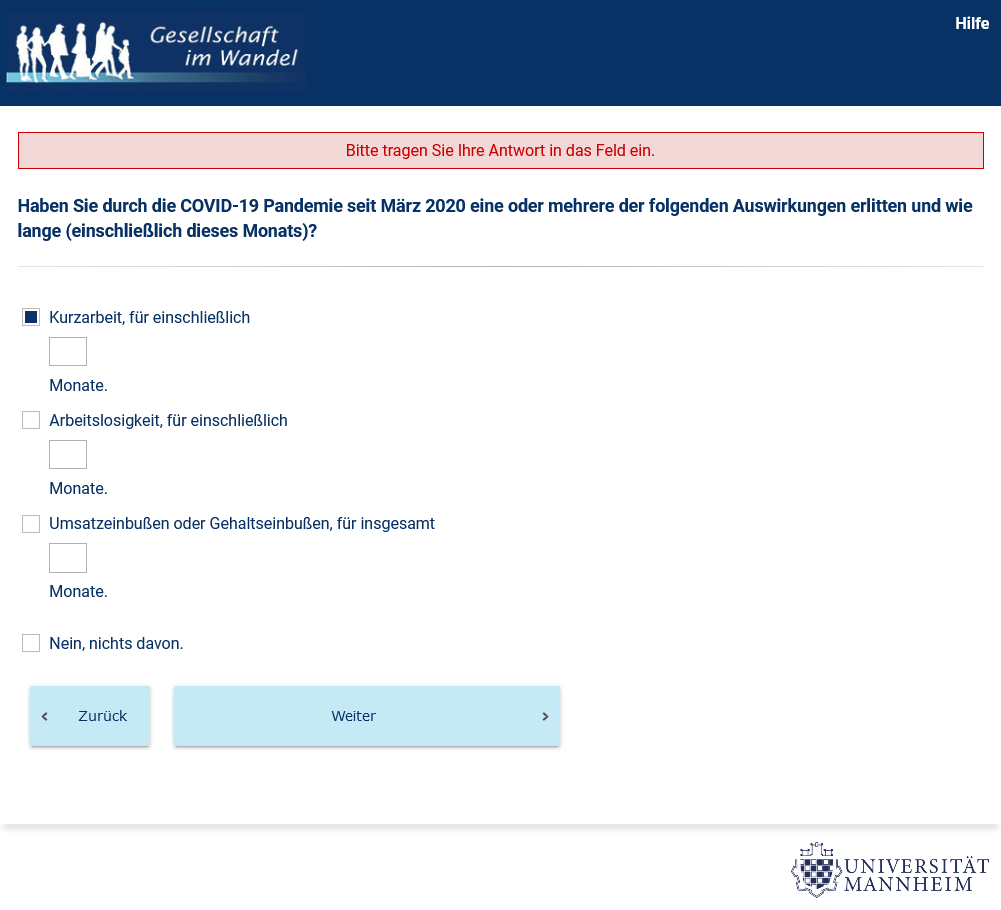 Gesellschaft
im Wandel
Hilfe
Bitte tragen Sie Ihre Antwort in das Feld ein.
Haben Sie durch die COVID-19 Pandemie seit März 2020 eine oder mehrere der folgenden Auswirkungen erlitten und wie
lange (einschließlich dieses Monats)?
Kurzarbeit, für einschließlich
Monate.
Arbeitslosigkeit, für einschließlich
Monate.
Umsatzeinbußen oder Gehaltseinbußen, für insgesamt
Monate.
Nein, nichts davon.
Zurück
Weiter
UNIVERSITÄT
MANNHEIM